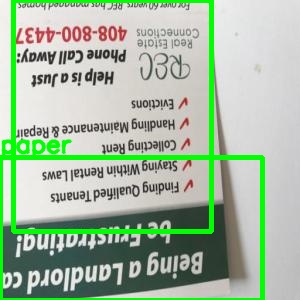 Being a Landlord ca
be Frustrating!
✓ Finding Qualified Tenants
✓ Staying Within Rental Laws
✓ Collecting Rent
✓ Handling Maintenance & Repair
✓ Evictions
Help is a Just
Phone Call Away:
408-800-4437
REC
Real Estate
Connections
For over 60 years, REC has managed homes
paper